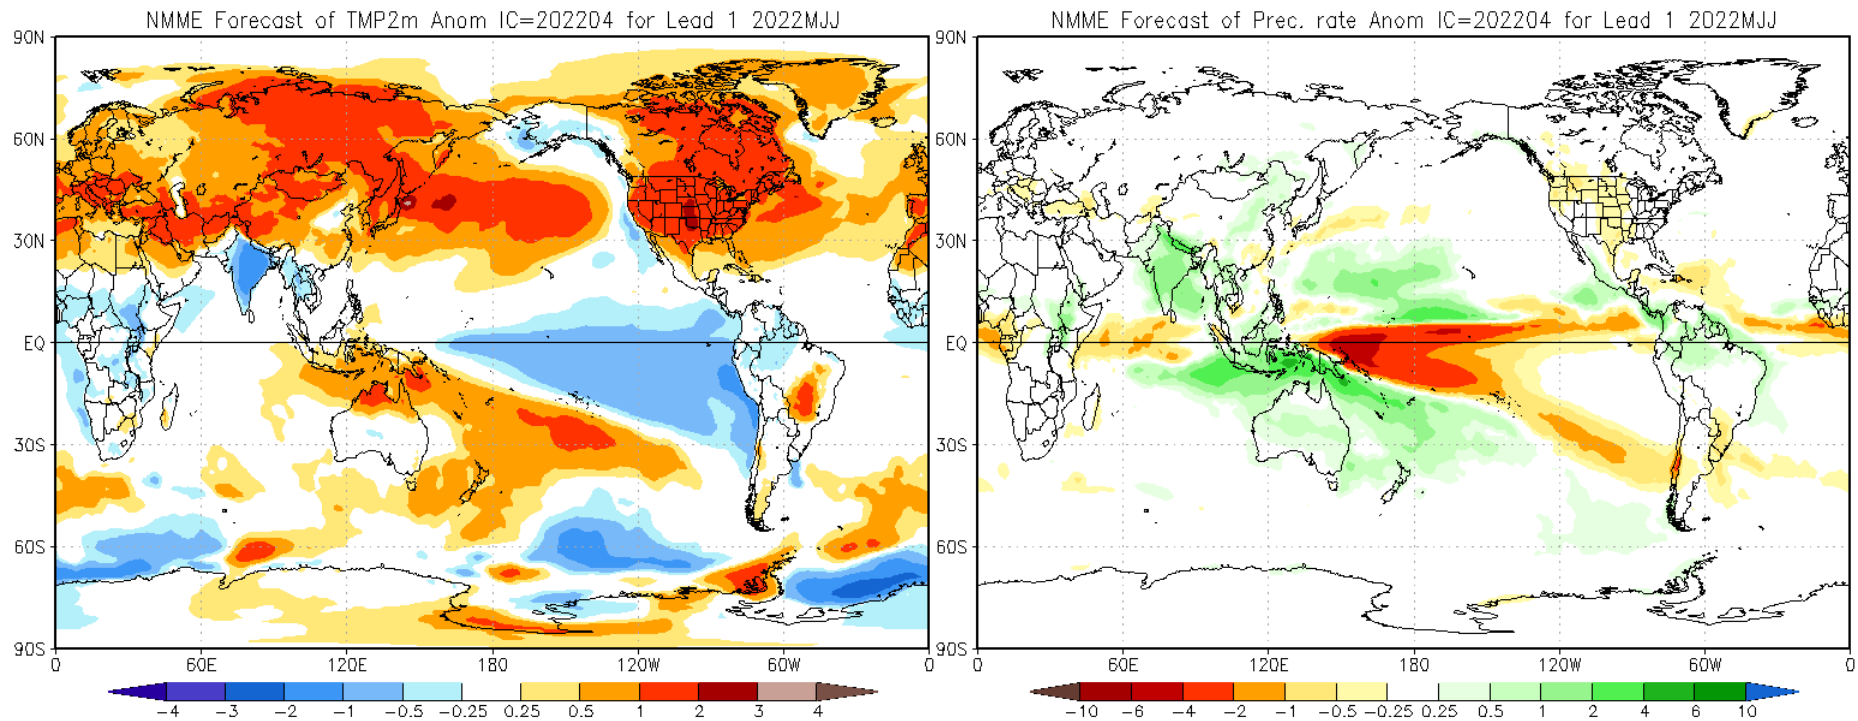 NMME Forecast of TMP2m Anom IC=202204 for Lead 1 2022MJJ
90N
60N
30N
EQ
30S
60S
90S
0 60E 120E 180 120W 60W 0
-4 -3 -2 -1 -0.5 -0.25 0.25 0.5 1 2 3 4
NMME Forecast of Prec. rate Anom IC=202204 for Lead 1 2022MJJ
90N
60N
30N
EQ
30S
60S
90S
0 60E 120E 180 120W 60W 0
-10 -6 -4 -2 -1 -0.5 -0.25 0.25 0.5 1 2 4 6 10